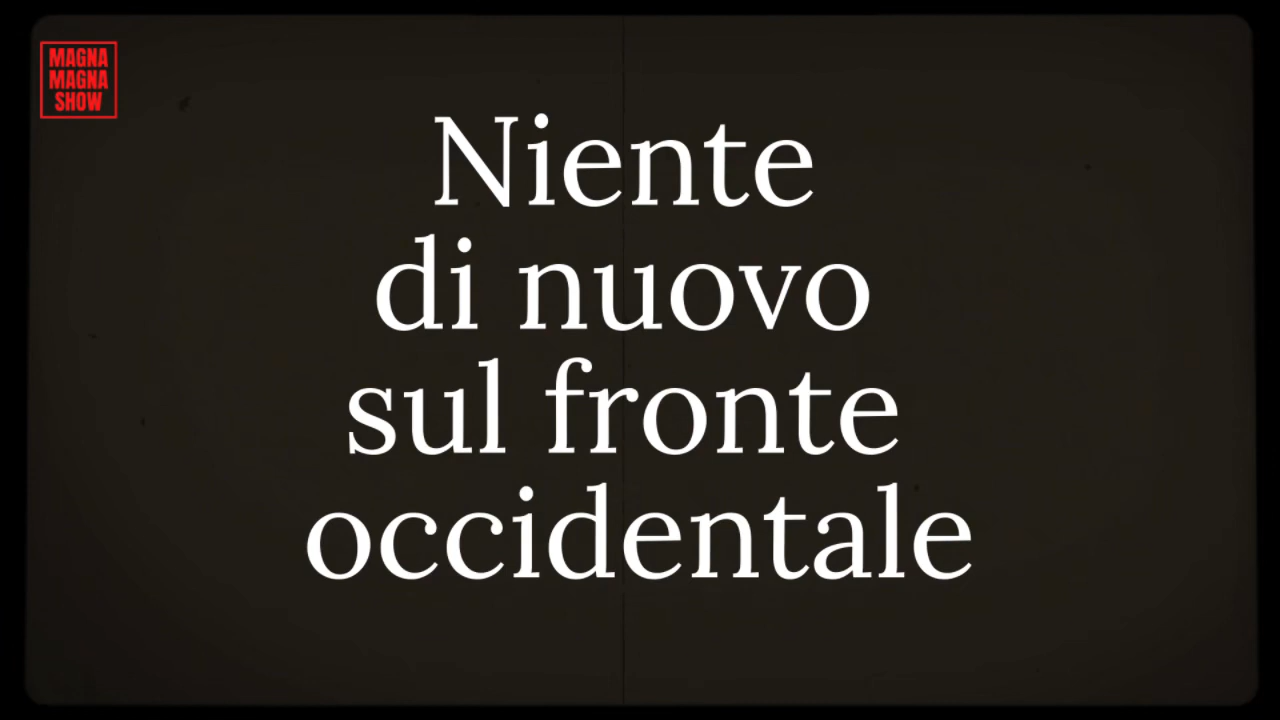 MAGNA
MAGNA
SHOW
Niente
di nuovo
sul fronte
occidentale